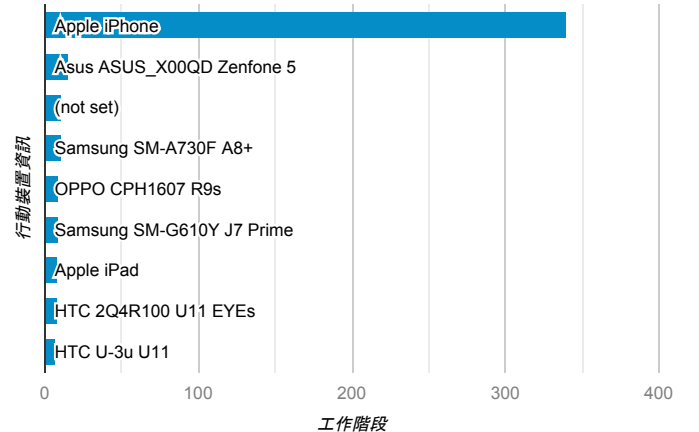 Apple iPhone
Asus ASUS_X00QD Zenfone 5
(not set)
Samsung SM-A730F A8+
OPPO CPH1607 R9s
Samsung SM-G610Y J7 Prime
Apple iPad
HTC 2Q4R100 U11 EYEs
HTC U-3u U11
行動裝置資訊
0 100 200 300 400
工作階段